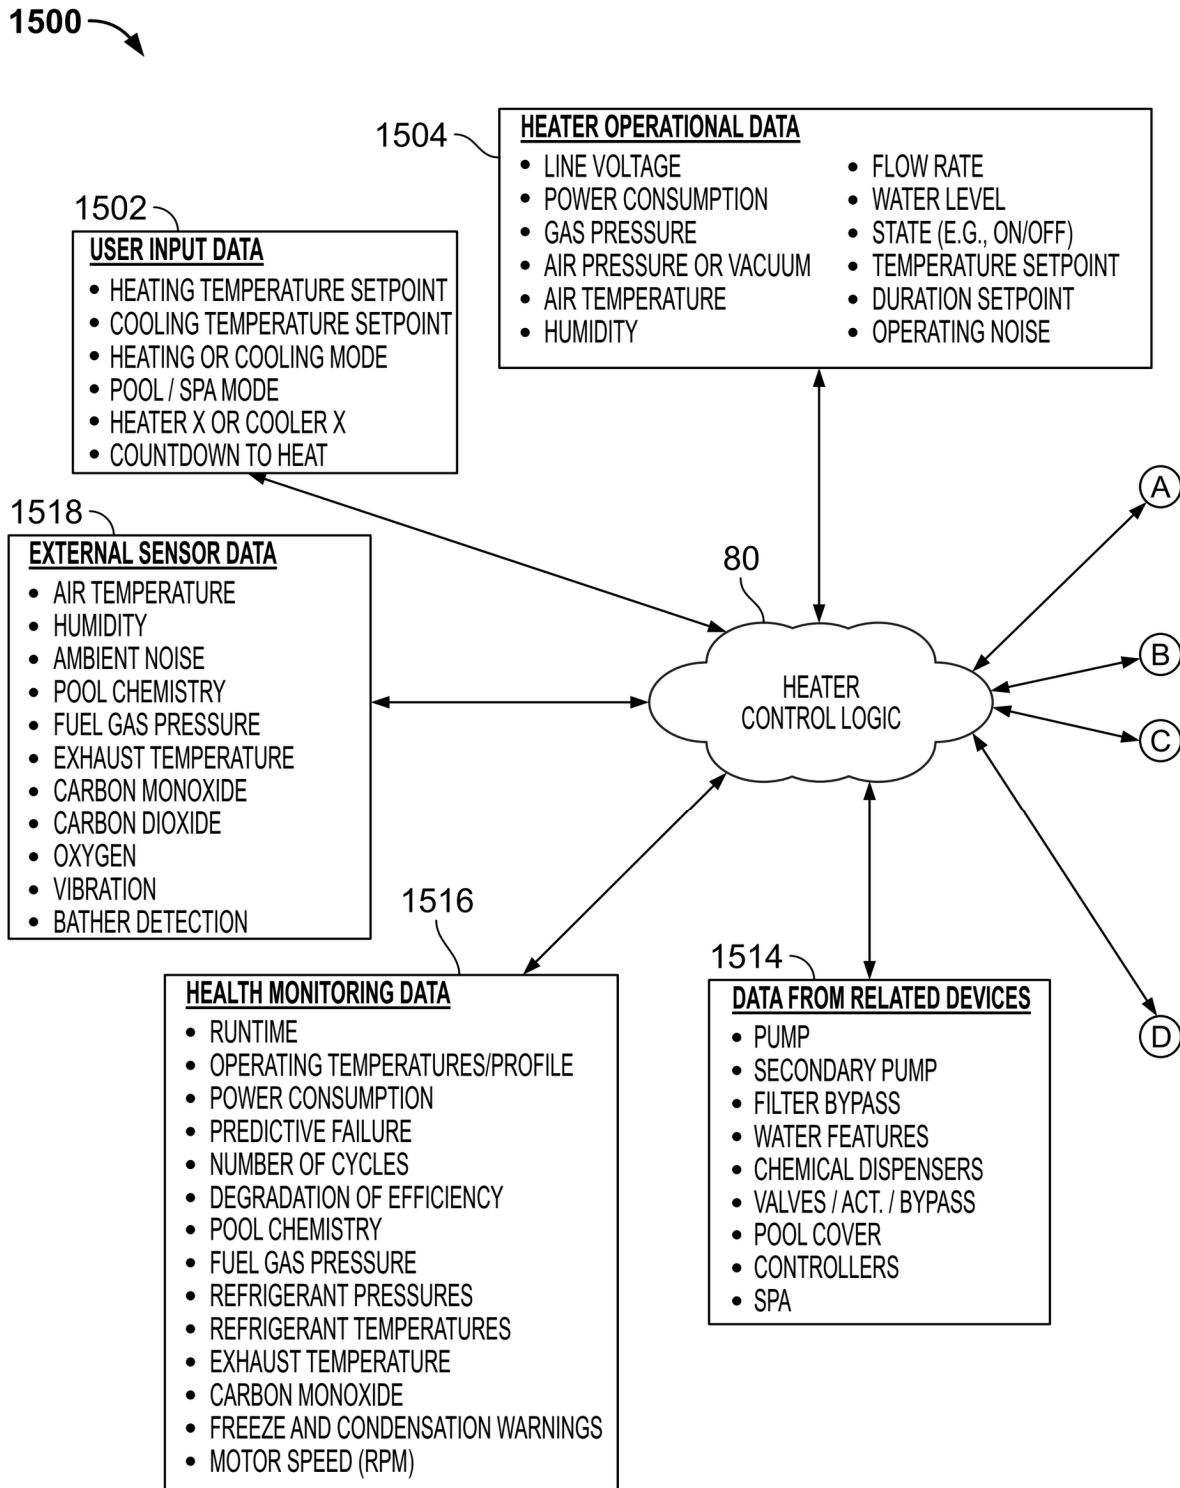 1500
1504
HEATER OPERATIONAL DATA
• LINE VOLTAGE
• POWER CONSUMPTION
• GAS PRESSURE
• AIR PRESSURE OR VACUUM
• AIR TEMPERATURE
• HUMIDITY
• FLOW RATE
• WATER LEVEL
• STATE (E.G., ON/OFF)
• TEMPERATURE SETPOINT
• DURATION SETPOINT
• OPERATING NOISE
1502
USER INPUT DATA
• HEATING TEMPERATURE SETPOINT
• COOLING TEMPERATURE SETPOINT
• HEATING OR COOLING MODE
• POOL / SPA MODE
• HEATER X OR COOLER X
• COUNTDOWN TO HEAT
1518
EXTERNAL SENSOR DATA
• AIR TEMPERATURE
• HUMIDITY
• AMBIENT NOISE
• POOL CHEMISTRY
• FUEL GAS PRESSURE
• EXHAUST TEMPERATURE
• CARBON MONOXIDE
• CARBON DIOXIDE
• OXYGEN
• VIBRATION
• BATHER DETECTION
80
HEATER
CONTROL LOGIC
A
B
C
D
1516
HEALTH MONITORING DATA
• RUNTIME
• OPERATING TEMPERATURES/PROFILE
• POWER CONSUMPTION
• PREDICTIVE FAILURE
• NUMBER OF CYCLES
• DEGRADATION OF EFFICIENCY
• POOL CHEMISTRY
• FUEL GAS PRESSURE
• REFRIGERANT PRESSURES
• REFRIGERANT TEMPERATURES
• EXHAUST TEMPERATURE
• CARBON MONOXIDE
• FREEZE AND CONDENSATION WARNINGS
• MOTOR SPEED (RPM)
1514
DATA FROM RELATED DEVICES
• PUMP
• SECONDARY PUMP
• FILTER BYPASS
• WATER FEATURES
• CHEMICAL DISPENSERS
• VALVES / ACT. / BYPASS
• POOL COVER
• CONTROLLERS
• SPA